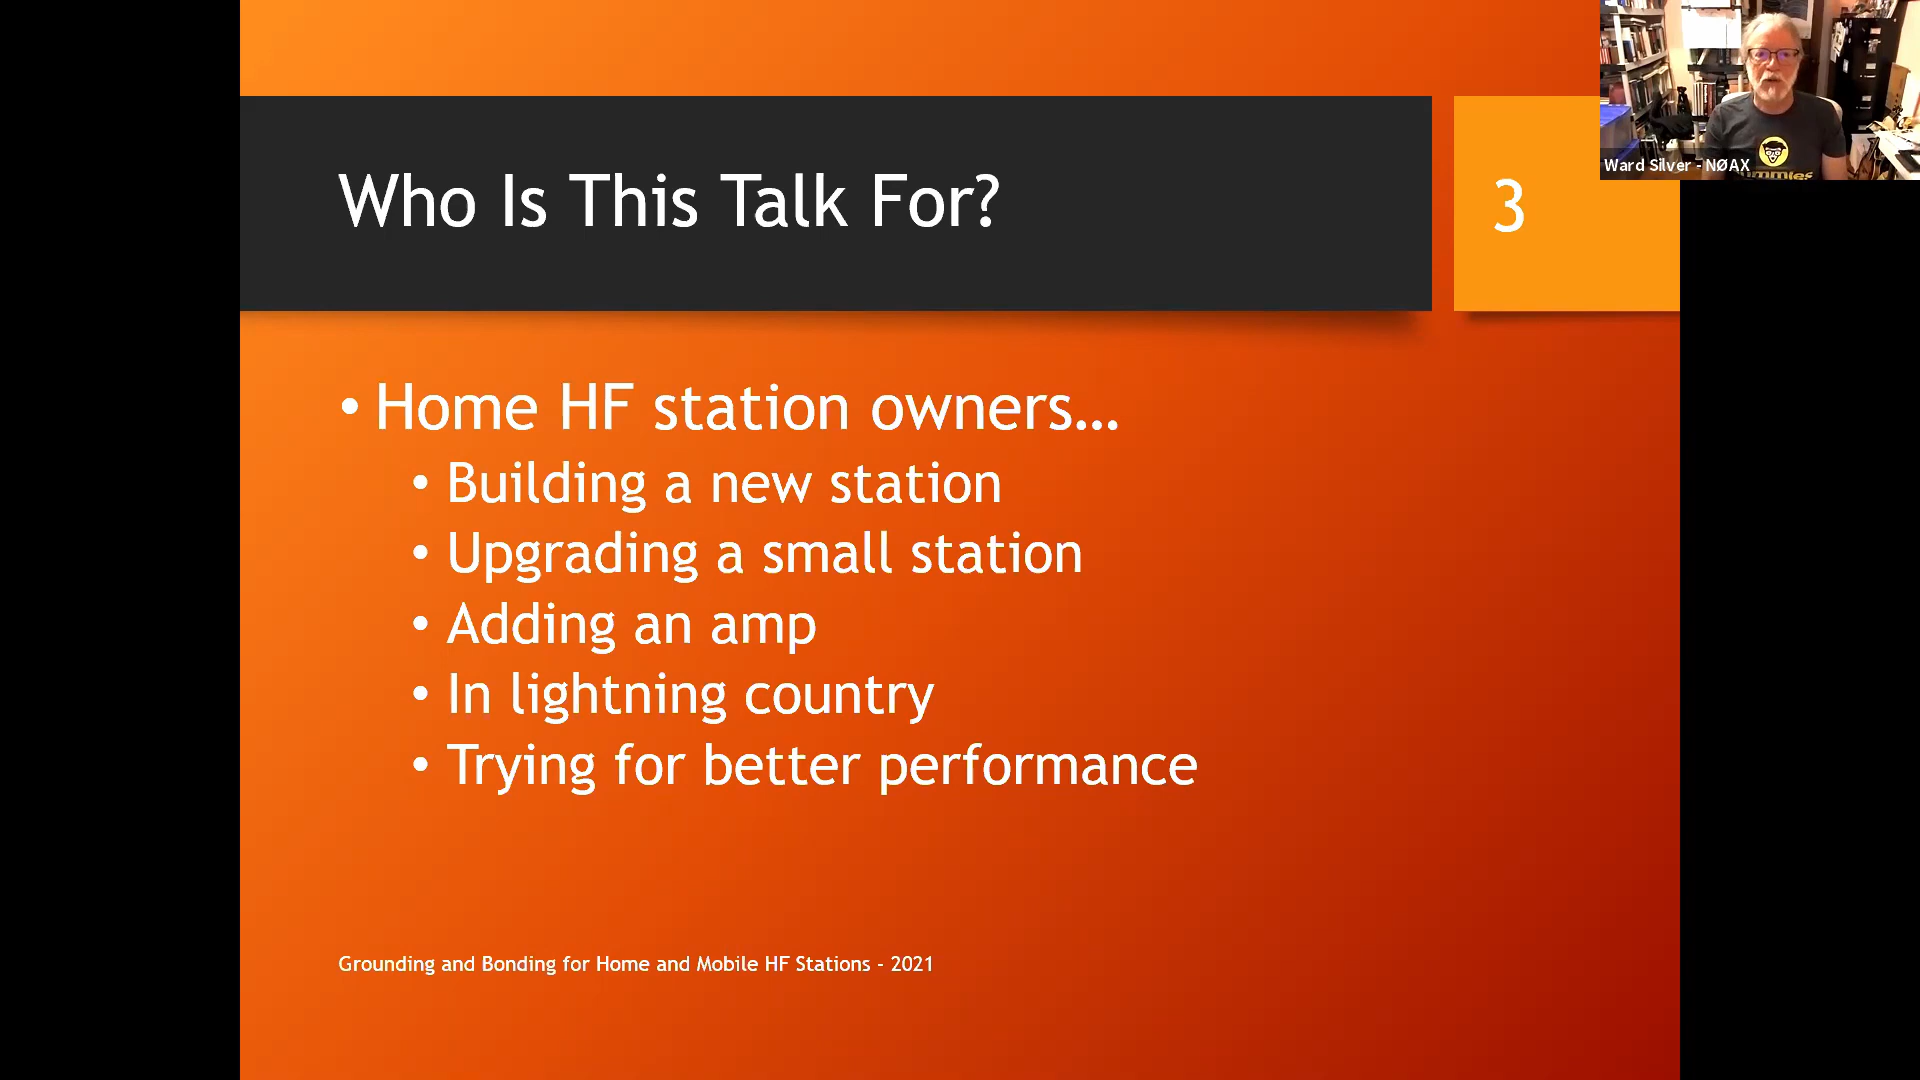 Who Is This Talk For?
3
Ward Silver - NØAX
• Home HF station owners...
• Building a new station
• Upgrading a small station
• Adding an amp
• In lightning country
• Trying for better performance
Grounding and Bonding for Home and Mobile HF Stations - 2021